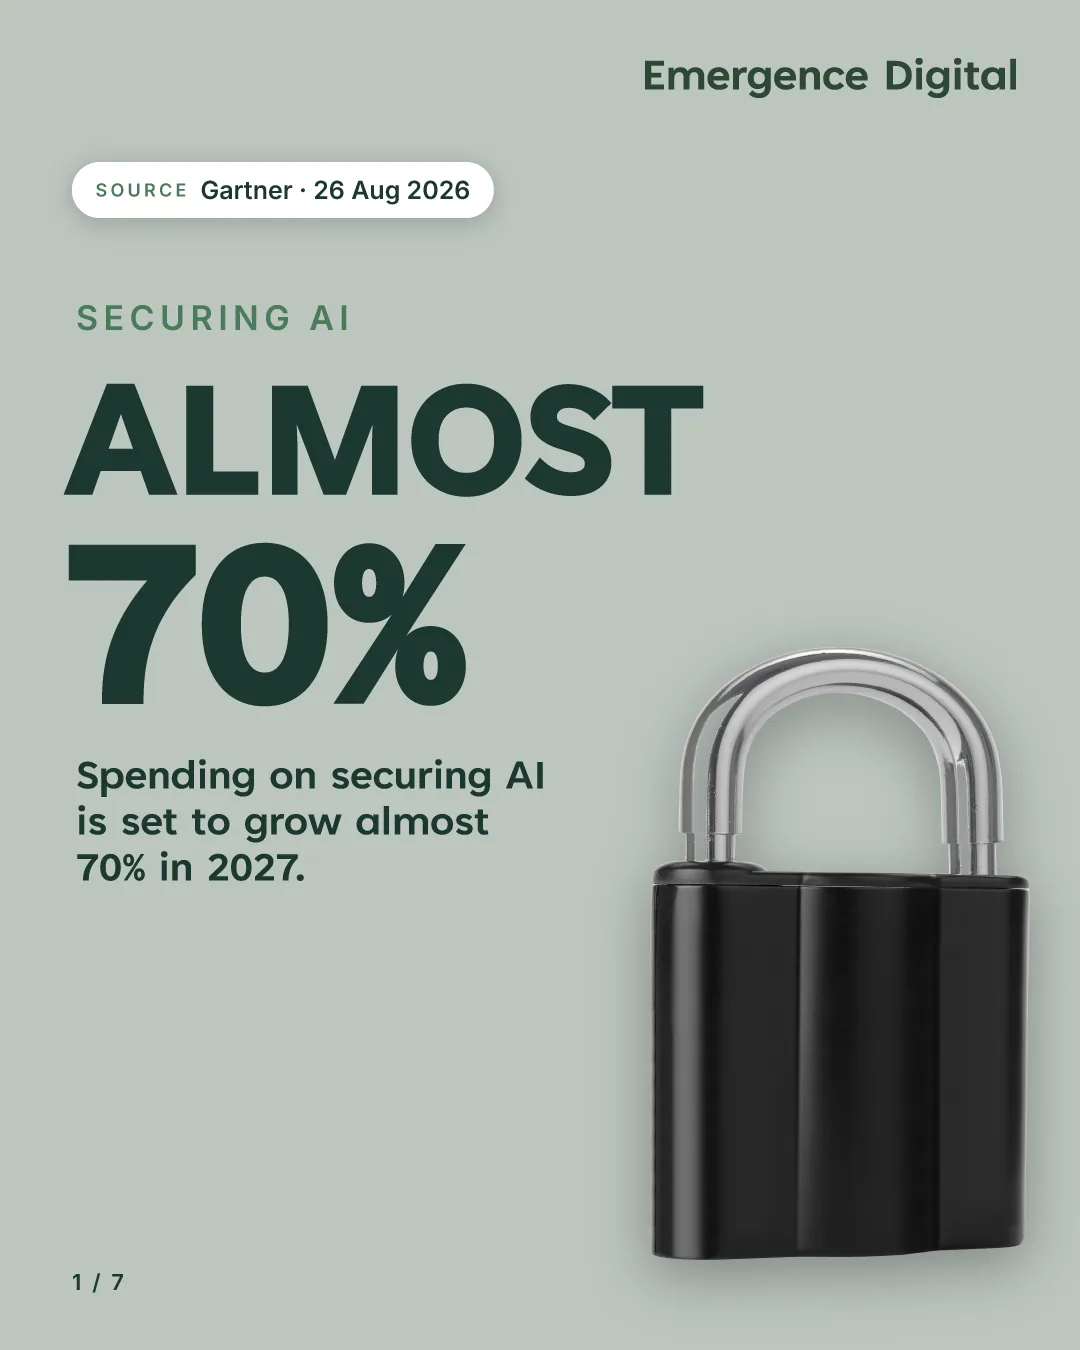 Emergence Digital
SOURCE Gartner · 26 Aug 2026
SECURING AI
ALMOST
70%
Spending on securing AI
is set to grow almost
70% in 2027.
1 / 7